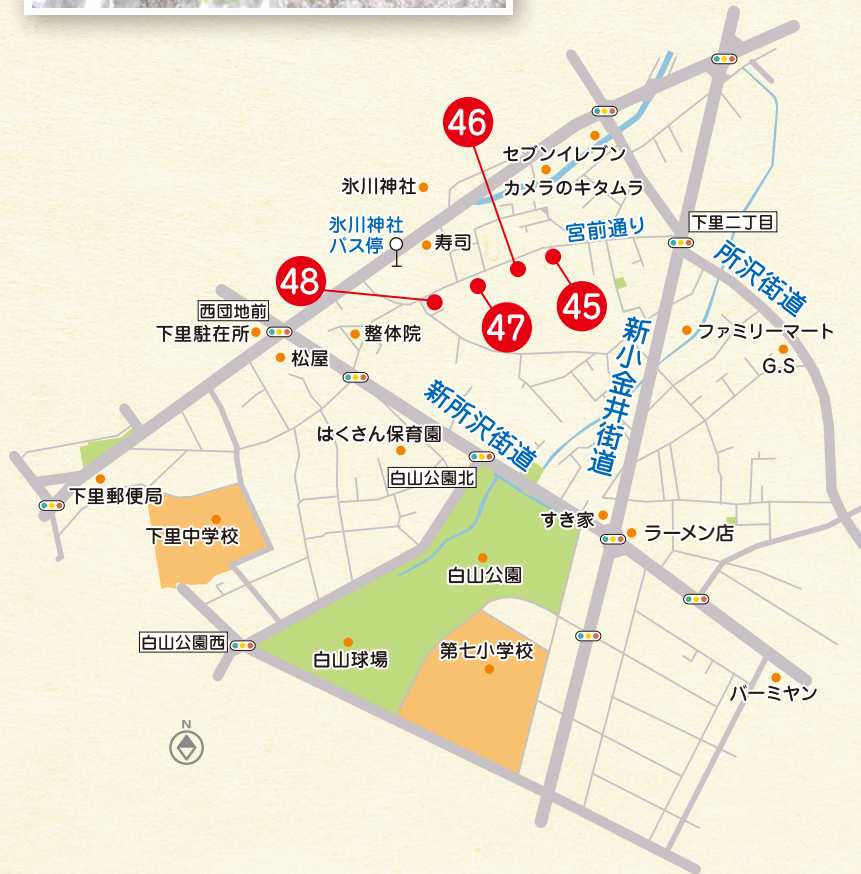 46
セブンイレブン
カメラのキタムラ
氷川神社
氷川神社
バス停
寿司
宮前通り
下里二丁目
所沢街道
48
47
45
西団地前
下里駐在所
松屋
整体院
新小金井街道
ファミリーマート
G.S
新所沢街道
はくさん保育園
白山公園北
下里郵便局
下里中学校
すき家
ラーメン店
白山公園
白山公園西
白山球場
第七小学校
バーミヤン
N